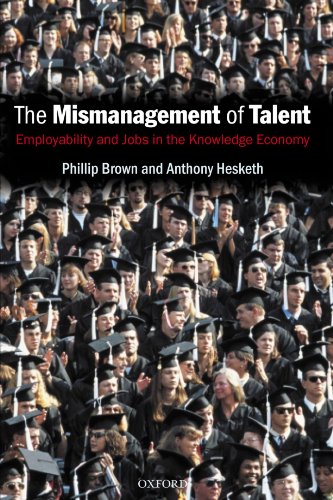 The Mismanagement of Talent
Employability and Jobs in the Knowledge Economy
Phillip Brown and Anthony Hesketh
OXFORD